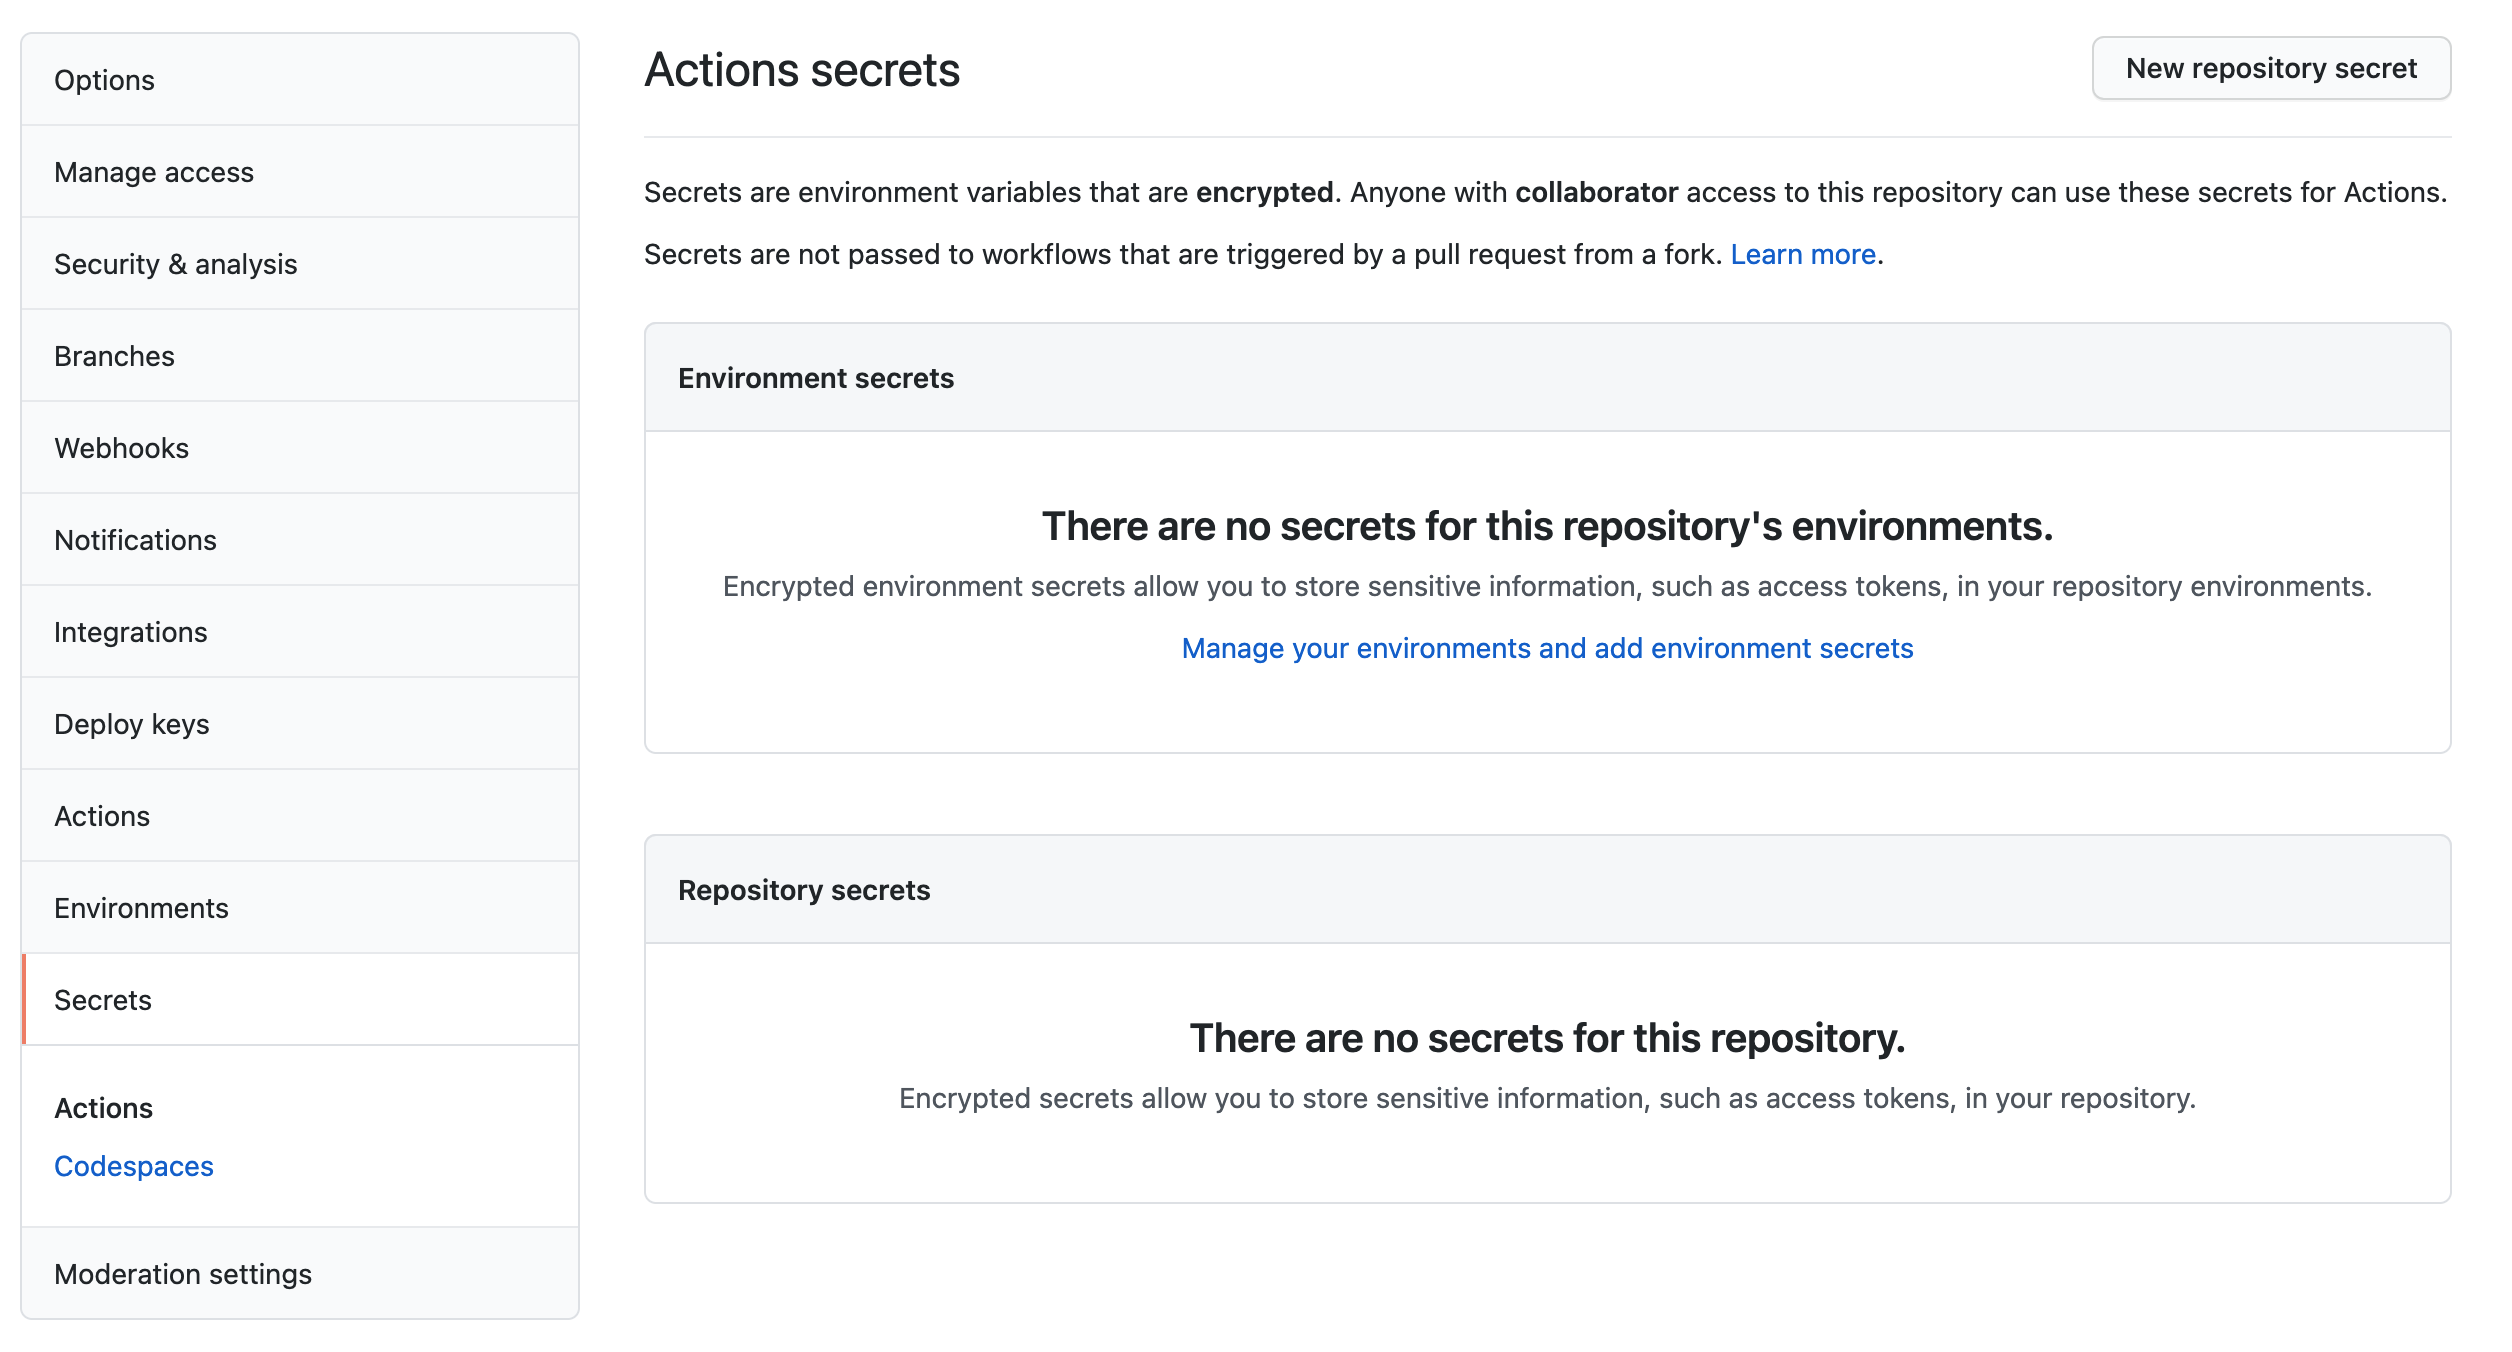 Options
Manage access
Security & analysis
Branches
Webhooks
Notifications
Integrations
Deploy keys
Actions
Environments
Secrets
Actions
Codespaces
Moderation settings
Actions secrets
New repository secret
Secrets are environment variables that are encrypted. Anyone with collaborator access to this repository can use these secrets for Actions.
Secrets are not passed to workflows that are triggered by a pull request from a fork. Learn more.
Environment secrets
There are no secrets for this repository's environments.
Encrypted environment secrets allow you to store sensitive information, such as access tokens, in your repository environments.
Manage your environments and add environment secrets
Repository secrets
There are no secrets for this repository.
Encrypted secrets allow you to store sensitive information, such as access tokens, in your repository.